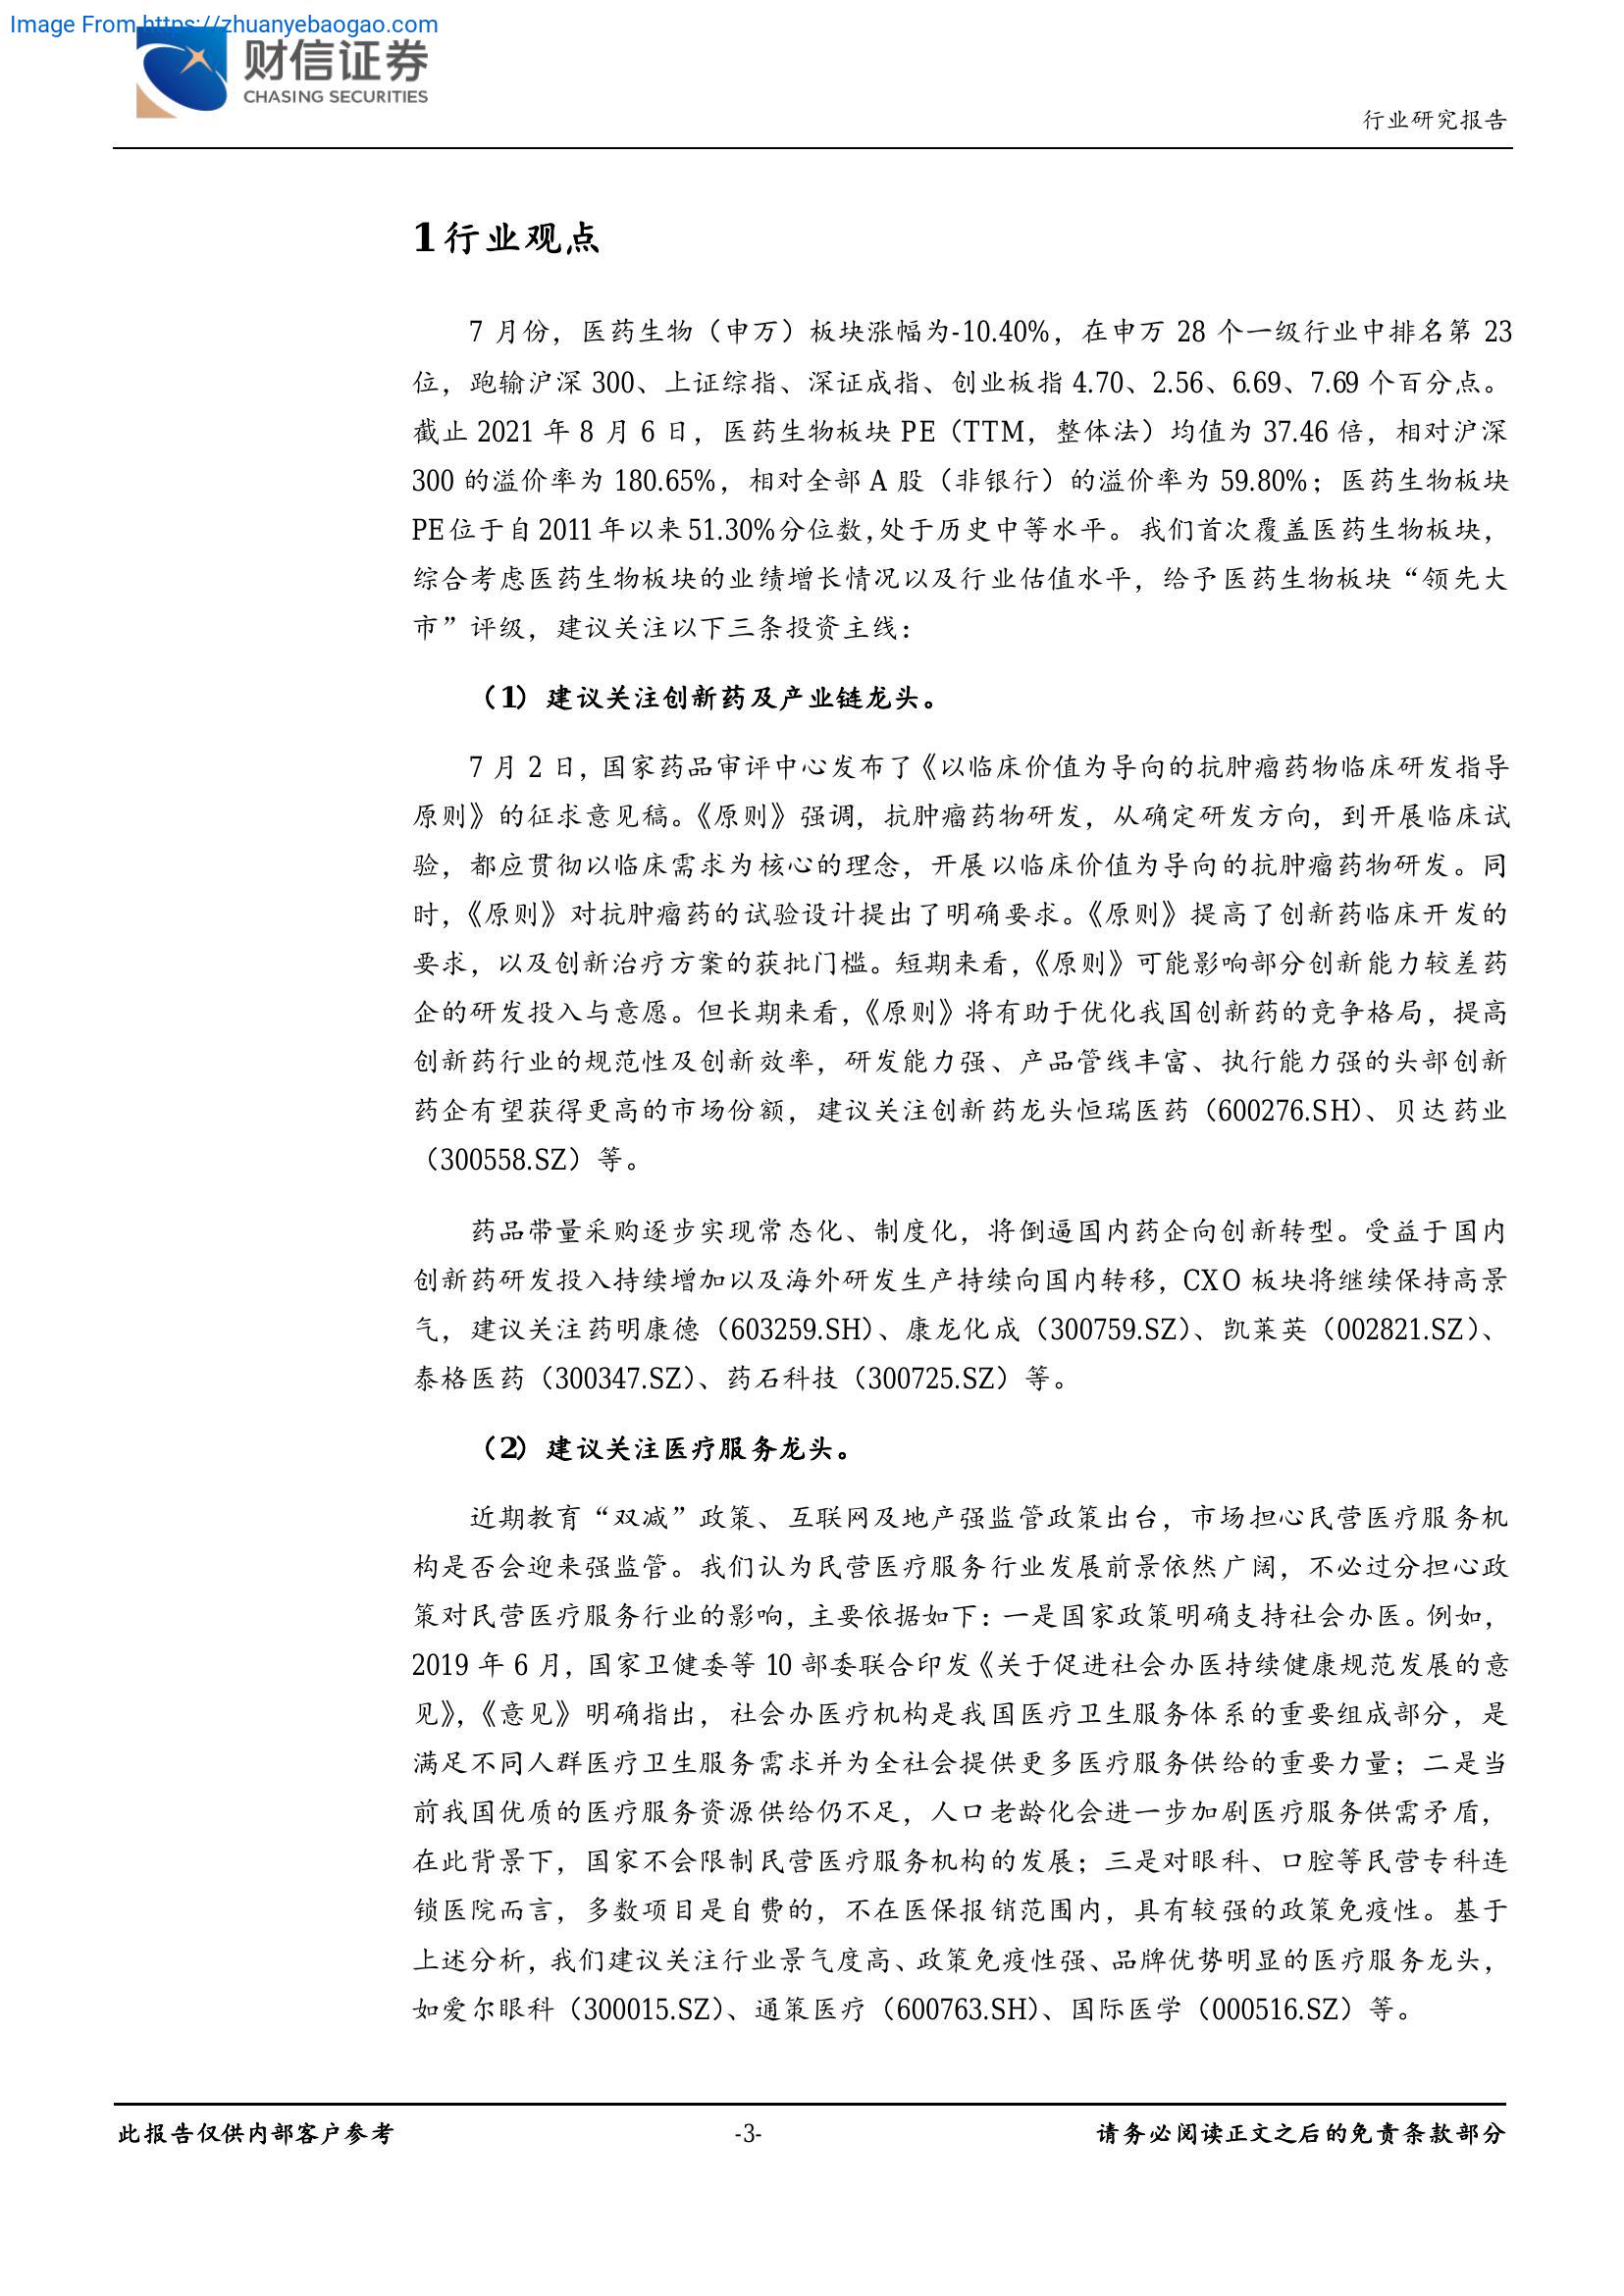 Image From https://zhuanyebaogao.com
财信证券
CHASING SECURITIES
行业研究报告
1 行业观点
7 月份，医药生物（申万）板块涨幅为-10.40%，在申万 28 个一级行业中排名第 23
位，跑输沪深 300、上证综指、深证成指、创业板指 4.70、2.56、6.69、7.69 个百分点。
截止 2021 年 8 月 6 日，医药生物板块 PE（TTM，整体法）均值为 37.46 倍，相对沪深
300 的溢价率为 180.65%，相对全部 A 股（非银行）的溢价率为 59.80%；医药生物板块
PE 位于自 2011 年以来 51.30%分位数，处于历史中等水平。我们首次覆盖医药生物板块，
综合考虑医药生物板块的业绩增长情况以及行业估值水平，给予医药生物板块“领先大
市”评级，建议关注以下三条投资主线：
（1）建议关注创新药及产业链龙头。
7 月 2 日，国家药品审评中心发布了《以临床价值为导向的抗肿瘤药物临床研发指导
原则》的征求意见稿。《原则》强调，抗肿瘤药物研发，从确定研发方向，到开展临床试
验，都应贯彻以临床需求为核心的理念，开展以临床价值为导向的抗肿瘤药物研发。同
时，《原则》对抗肿瘤药的试验设计提出了明确要求。《原则》提高了创新药临床开发的
要求，以及创新治疗方案的获批门槛。短期来看，《原则》可能影响部分创新能力较差药
企的研发投入与意愿。但长期来看，《原则》将有助于优化我国创新药的竞争格局，提高
创新药行业的规范性及创新效率，研发能力强、产品管线丰富、执行能力强的头部创新
药企有望获得更高的市场份额，建议关注创新药龙头恒瑞医药（600276.SH）、贝达药业
（300558.SZ）等。
药品带量采购逐步实现常态化、制度化，将倒逼国内药企向创新转型。受益于国内
创新药研发投入持续增加以及海外研发生产持续向国内转移，CXO 板块将继续保持高景
气，建议关注药明康德（603259.SH）、康龙化成（300759.SZ）、凯莱英（002821.SZ）、
泰格医药（300347.SZ）、药石科技（300725.SZ）等。
（2）建议关注医疗服务龙头。
近期教育“双减”政策、互联网及地产强监管政策出台，市场担心民营医疗服务机
构是否会迎来强监管。我们认为民营医疗服务行业发展前景依然广阔，不必过分担心政
策对民营医疗服务行业的影响，主要依据如下：一是国家政策明确支持社会办医。例如，
2019 年 6 月，国家卫健委等 10 部委联合印发《关于促进社会办医持续健康规范发展的意
见》，《意见》明确指出，社会办医疗机构是我国医疗卫生服务体系的重要组成部分，是
满足不同人群医疗卫生服务需求并为全社会提供更多医疗服务供给的重要力量；二是当
前我国优质的医疗服务资源供给仍不足，人口老龄化会进一步加剧医疗服务供需矛盾，
在此背景下，国家不会限制民营医疗服务机构的发展；三是对眼科、口腔等民营专科连
锁医院而言，多数项目是自费的，不在医保报销范围内，具有较强的政策免疫性。基于
上述分析，我们建议关注行业景气度高、政策免疫性强、品牌优势明显的医疗服务龙头，
如爱尔眼科（300015.SZ）、通策医疗（600763.SH）、国际医学（000516.SZ）等。
此报告仅供内部客户参考 -3- 请务必阅读正文之后的免责条款部分